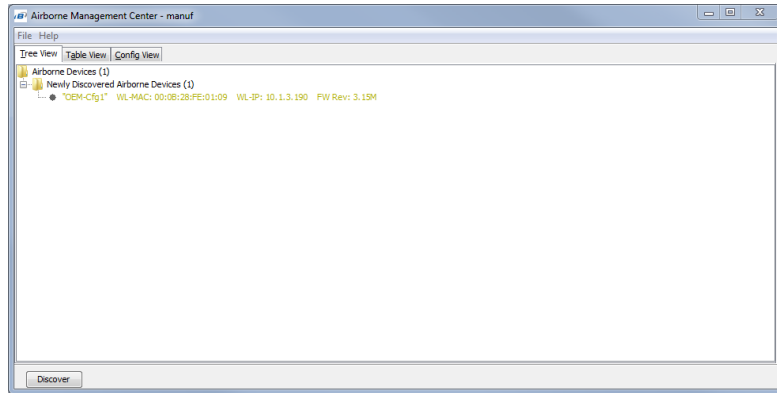 Airborne Management Center - manuf
File Help
Tree View Table View Config View
Airborne Devices (1)
Newly Discovered Airborne Devices (1)
"OEM-Cfg1" WL-MAC: 00:0B:28:FE:01:09 WL-IP: 10.1.3.190 FW Rev: 3.15M
Discover